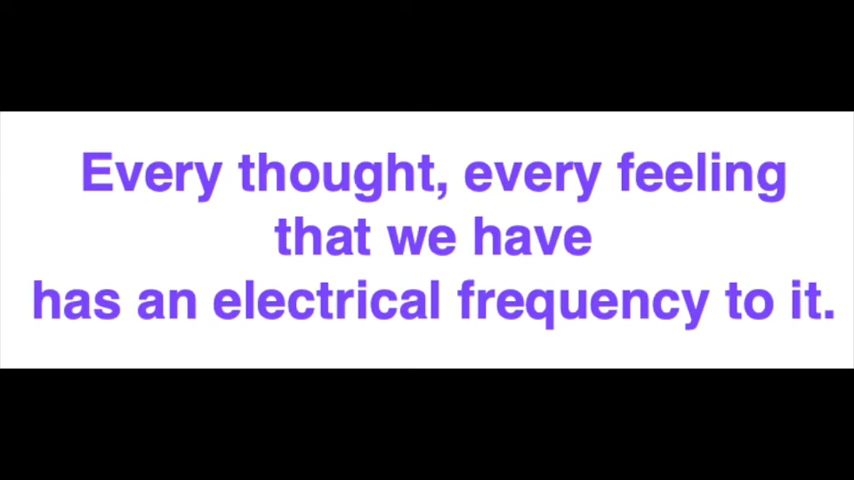 Every thought, every feeling
that we have
has an electrical frequency to it.